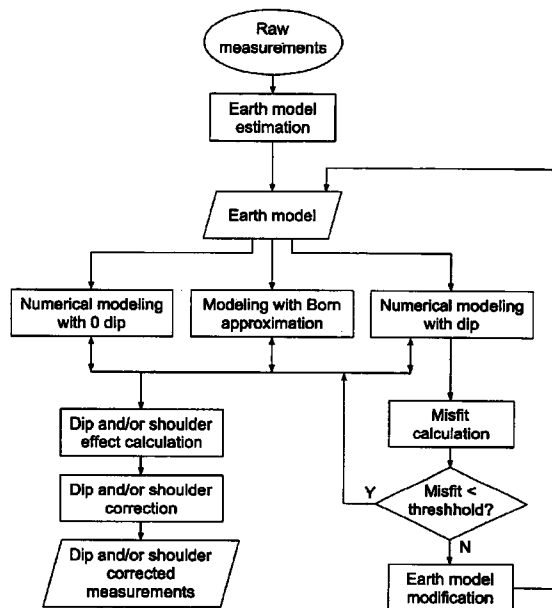 Raw
measurements
Earth model
estimation
Earth model
Numerical modeling
with 0 dip
Modeling with Born
approximation
Numerical modeling
with dip
Dip and/or shoulder
effect calculation
Misfit
calculation
Dip and/or shoulder
correction
Y
Misfit <
threshhold?
N
Dip and/or shoulder
corrected
measurements
Earth model
modification